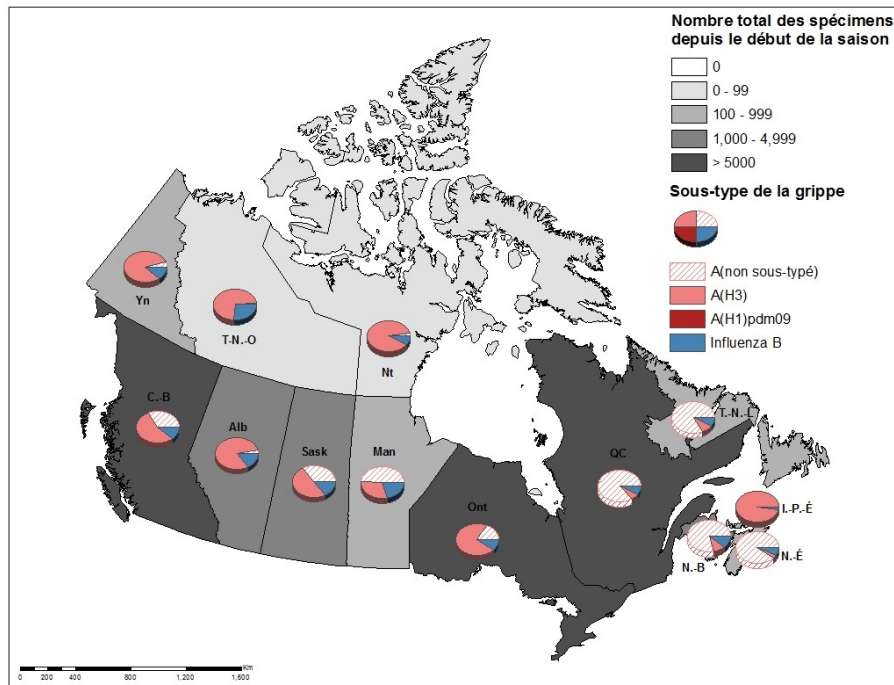 Nombre total des spécimens
depuis le début de la saison
0
0 - 99
100 - 999
1,000 - 4,999
> 5000
Sous-type de la grippe
A(non sous-typé)
A(H3)
A(H1)pdm09
Influenza B
Yn
T-N.-O
Nt
C.-B
Alb
Sask
Man
Ont
QC
T.-N.-L
I.-P.-É
N.-B
N.-É
Km
0 200 400 800 1,200 1,600